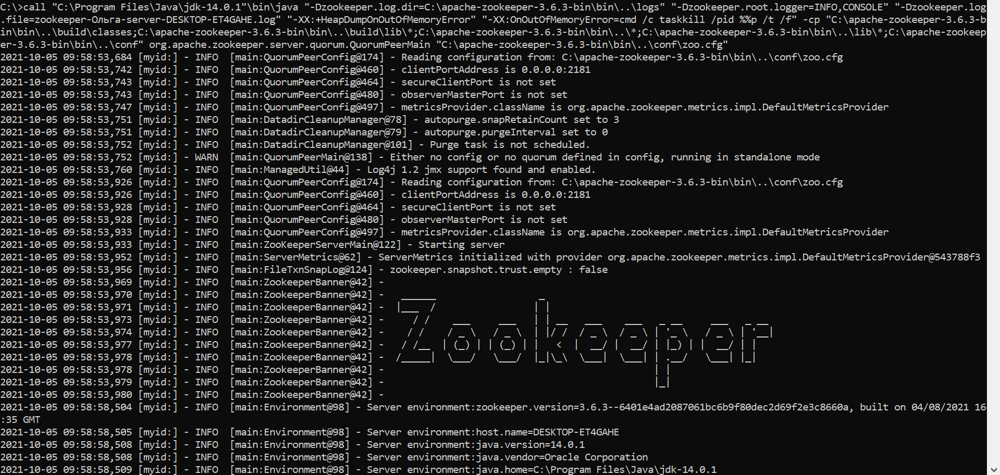 C:\>call "C:\Program Files\Java\jdk-14.0.1"\bin\java "-Dzookeeper.log.dir=C:\apache-zookeeper-3.6.3-bin\bin\..\logs" "-Dzookeeper.root.logger=INFO,CONSOLE" "-Dzookeeper.log
.file=zookeeper-Ольга-server-DESKTOP-ET4GAHE.log" "-XX:+HeapDumpOnOutOfMemoryError" "-XX:OnOutOfMemoryError=cmd /c taskkill /pid %%p /t /f" -cp "C:\apache-zookeeper-3.6.3-b
in\bin\..\build\classes;C:\apache-zookeeper-3.6.3-bin\bin\..\build\lib\*;C:\apache-zookeeper-3.6.3-bin\bin\..\*;C:\apache-zookeeper-3.6.3-bin\bin\..\lib\*;C:\apache-zookeep
er-3.6.3-bin\bin\..\conf" org.apache.zookeeper.server.quorum.QuorumPeerMain "C:\apache-zookeeper-3.6.3-bin\bin\..\conf\zoo.cfg"
2021-10-05 09:58:53,684 [myid:] - INFO  [main:QuorumPeerConfig@174] - Reading configuration from: C:\apache-zookeeper-3.6.3-bin\bin\..\conf\zoo.cfg
2021-10-05 09:58:53,742 [myid:] - INFO  [main:QuorumPeerConfig@460] - clientPortAddress is 0.0.0.0:2181
2021-10-05 09:58:53,743 [myid:] - INFO  [main:QuorumPeerConfig@464] - secureClientPort is not set
2021-10-05 09:58:53,743 [myid:] - INFO  [main:QuorumPeerConfig@480] - observerMasterPort is not set
2021-10-05 09:58:53,747 [myid:] - INFO  [main:QuorumPeerConfig@497] - metricsProvider.className is org.apache.zookeeper.metrics.impl.DefaultMetricsProvider
2021-10-05 09:58:53,751 [myid:] - INFO  [main:DatadirCleanupManager@78] - autopurge.snapRetainCount set to 3
2021-10-05 09:58:53,751 [myid:] - INFO  [main:DatadirCleanupManager@79] - autopurge.purgeInterval set to 0
2021-10-05 09:58:53,752 [myid:] - INFO  [main:DatadirCleanupManager@101] - Purge task is not scheduled.
2021-10-05 09:58:53,752 [myid:] - WARN  [main:QuorumPeerMain@138] - Either no config or no quorum defined in config, running in standalone mode
2021-10-05 09:58:53,760 [myid:] - INFO  [main:ManagedUtil@44] - Log4j 1.2 jmx support found and enabled.
2021-10-05 09:58:53,926 [myid:] - INFO  [main:QuorumPeerConfig@174] - Reading configuration from: C:\apache-zookeeper-3.6.3-bin\bin\..\conf\zoo.cfg
2021-10-05 09:58:53,926 [myid:] - INFO  [main:QuorumPeerConfig@460] - clientPortAddress is 0.0.0.0:2181
2021-10-05 09:58:53,928 [myid:] - INFO  [main:QuorumPeerConfig@464] - secureClientPort is not set
2021-10-05 09:58:53,928 [myid:] - INFO  [main:QuorumPeerConfig@480] - observerMasterPort is not set
2021-10-05 09:58:53,933 [myid:] - INFO  [main:QuorumPeerConfig@497] - metricsProvider.className is org.apache.zookeeper.metrics.impl.DefaultMetricsProvider
2021-10-05 09:58:53,933 [myid:] - INFO  [main:ZooKeeperServerMain@122] - Starting server
2021-10-05 09:58:53,952 [myid:] - INFO  [main:ServerMetrics@62] - ServerMetrics initialized with provider org.apache.zookeeper.metrics.impl.DefaultMetricsProvider@543788f3
2021-10-05 09:58:53,956 [myid:] - INFO  [main:FileTxnSnapLog@124] - zookeeper.snapshot.trust.empty : false
2021-10-05 09:58:53,969 [myid:] - INFO  [main:ZookeeperBanner@42] -
2021-10-05 09:58:53,970 [myid:] - INFO  [main:ZookeeperBanner@42] -   ______                  _
2021-10-05 09:58:53,971 [myid:] - INFO  [main:ZookeeperBanner@42] -  |___  /                 | |
2021-10-05 09:58:53,973 [myid:] - INFO  [main:ZookeeperBanner@42] -     / /    ___     ___   | | __   ___    ___   _ __     ___   _ __
2021-10-05 09:58:53,974 [myid:] - INFO  [main:ZookeeperBanner@42] -    / /    / _ \   / _ \  | |/ /  / _ \  / _ \ | '_ \   / _ \ | '__|
2021-10-05 09:58:53,977 [myid:] - INFO  [main:ZookeeperBanner@42] -   / /__  | (_) | | (_) | |   <  |  __/ |  __/ | |_) | |  __/ | |
2021-10-05 09:58:53,978 [myid:] - INFO  [main:ZookeeperBanner@42] -  /_____|  \___/   \___/  |_|\_\  \___|  \___| | .__/   \___| |_|
2021-10-05 09:58:53,978 [myid:] - INFO  [main:ZookeeperBanner@42] -                                               | |
2021-10-05 09:58:53,979 [myid:] - INFO  [main:ZookeeperBanner@42] -                                               |_|
2021-10-05 09:58:53,980 [myid:] - INFO  [main:ZookeeperBanner@42] -
2021-10-05 09:58:58,504 [myid:] - INFO  [main:Environment@98] - Server environment:zookeeper.version=3.6.3--6401e4ad2087061bc6b9f80dec2d69f2e3c8660a, built on 04/08/2021 16
:35 GMT
2021-10-05 09:58:58,505 [myid:] - INFO  [main:Environment@98] - Server environment:host.name=DESKTOP-ET4GAHE
2021-10-05 09:58:58,508 [myid:] - INFO  [main:Environment@98] - Server environment:java.version=14.0.1
2021-10-05 09:58:58,508 [myid:] - INFO  [main:Environment@98] - Server environment:java.vendor=Oracle Corporation
2021-10-05 09:58:58,509 [myid:] - INFO  [main:Environment@98] - Server environment:java.home=C:\Program Files\Java\jdk-14.0.1